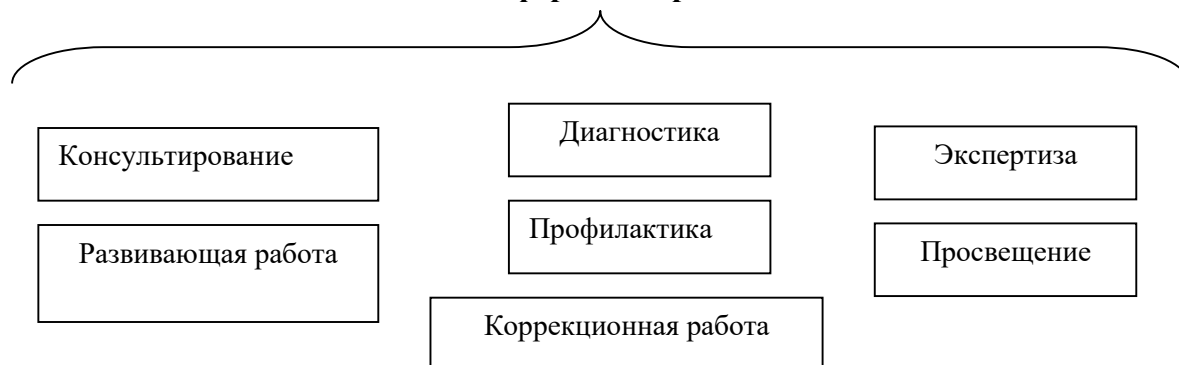 Консультирование
Диагностика
Экспертиза
Развивающая работа
Профилактика
Просвещение
Коррекционная работа